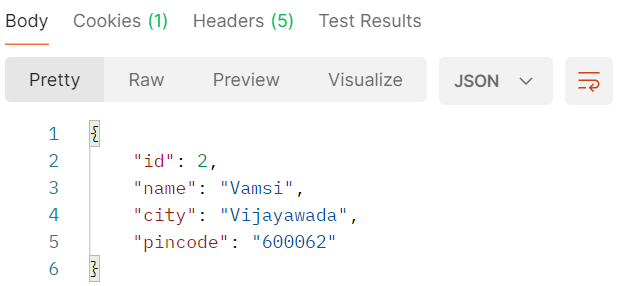 Body Cookies (1) Headers (5) Test Results
Pretty Raw Preview Visualize JSON
1 {
2 "id": 2,
3 "name": "Vamsi",
4 "city": "Vijayawada",
5 "pincode": "600062"
6 }